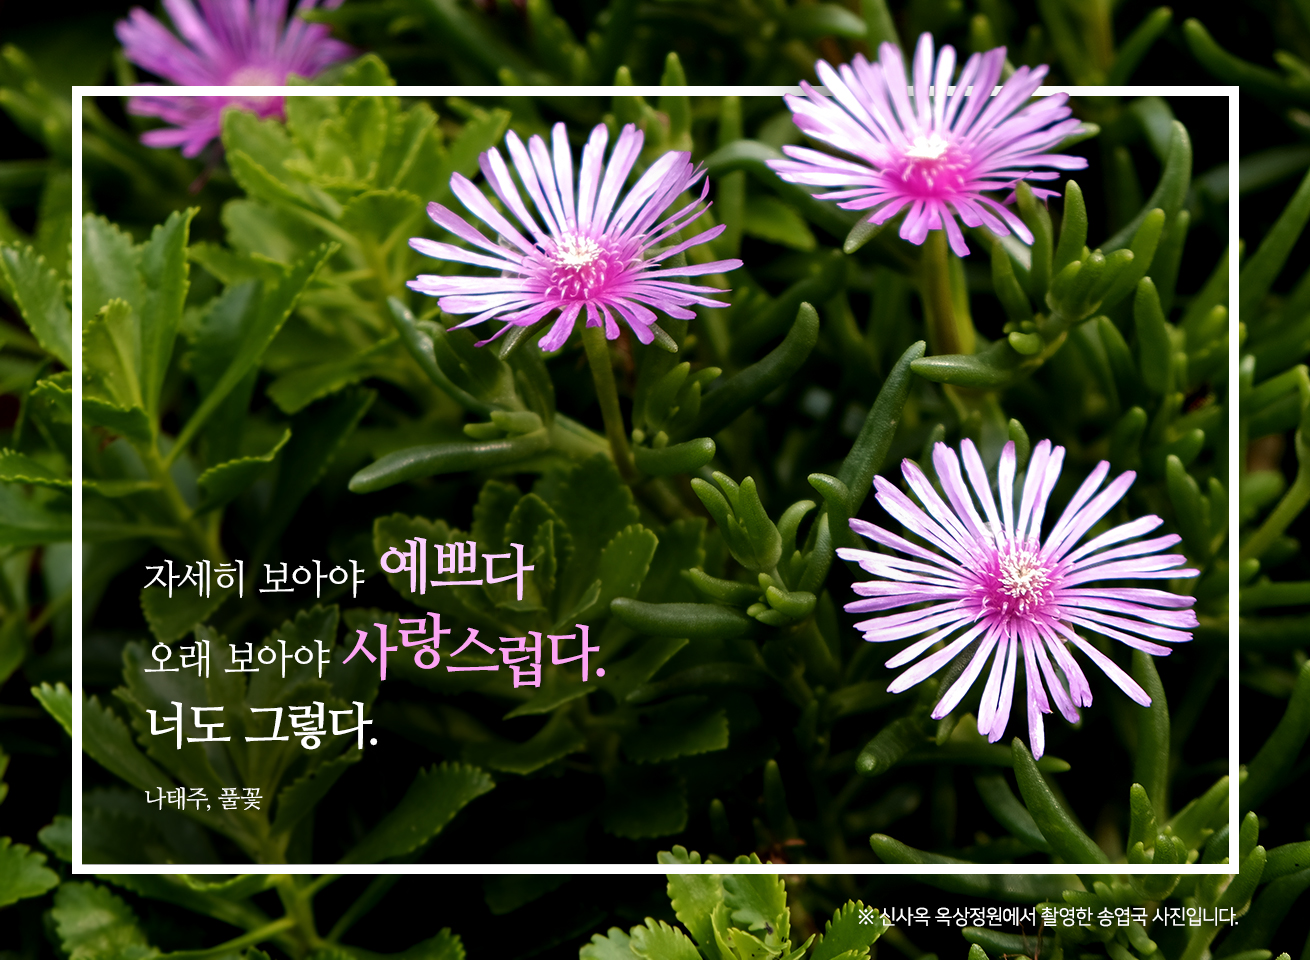 자세히 보아야 예쁘다
오래 보아야 사랑스럽다.
너도 그렇다.
나태주, 풀꽃
※ 신사옥 옥상정원에서 촬영한 송엽국 사진입니다.